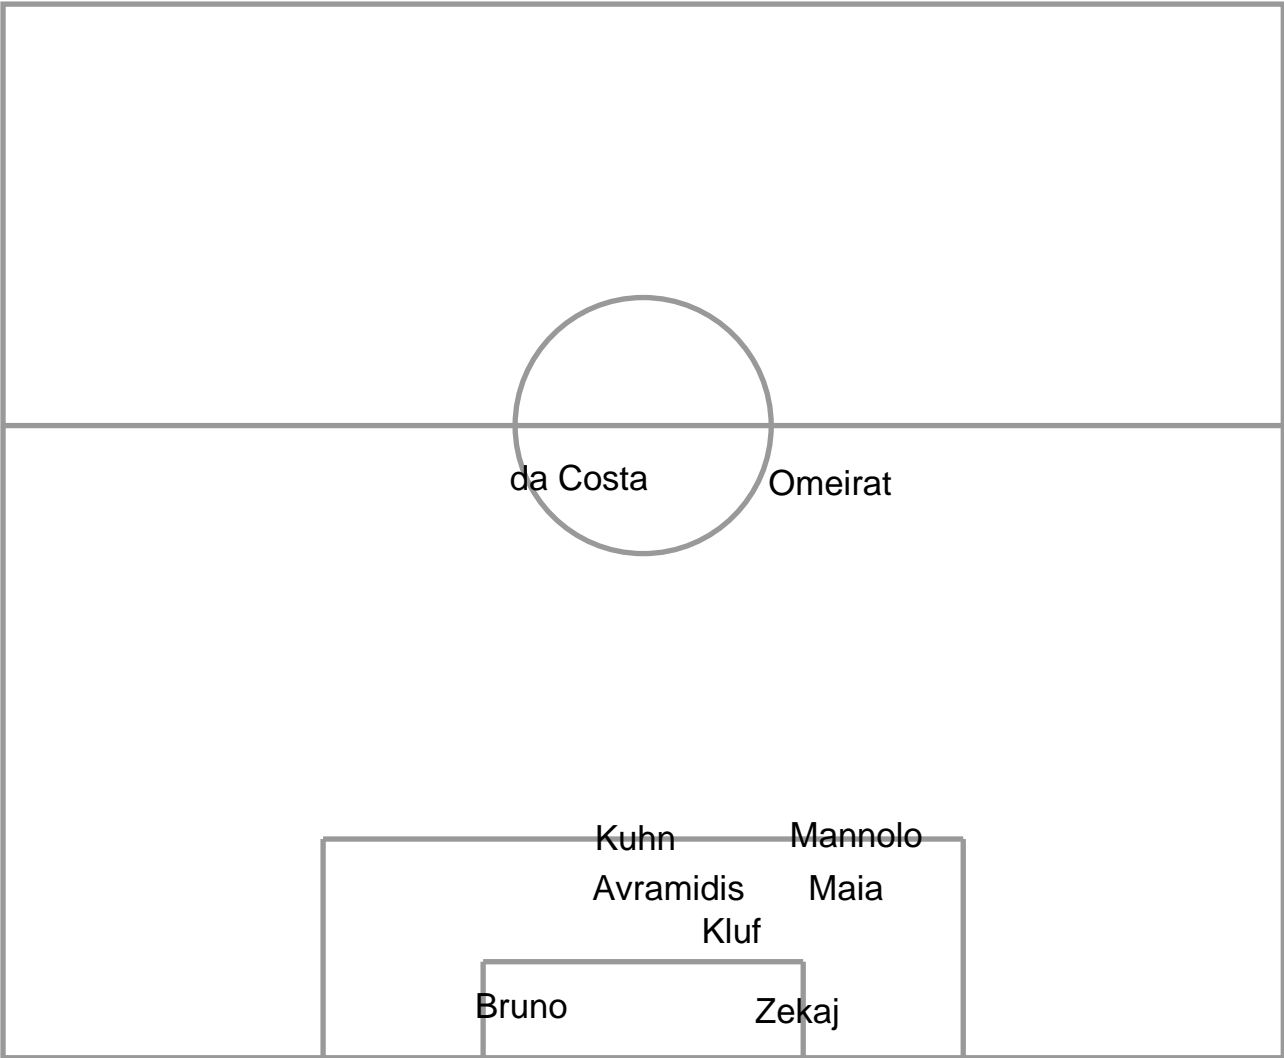 da Costa
Omeirat
Kuhn
Mannolo
Avramidis
Maia
Kluf
Bruno
Zekaj